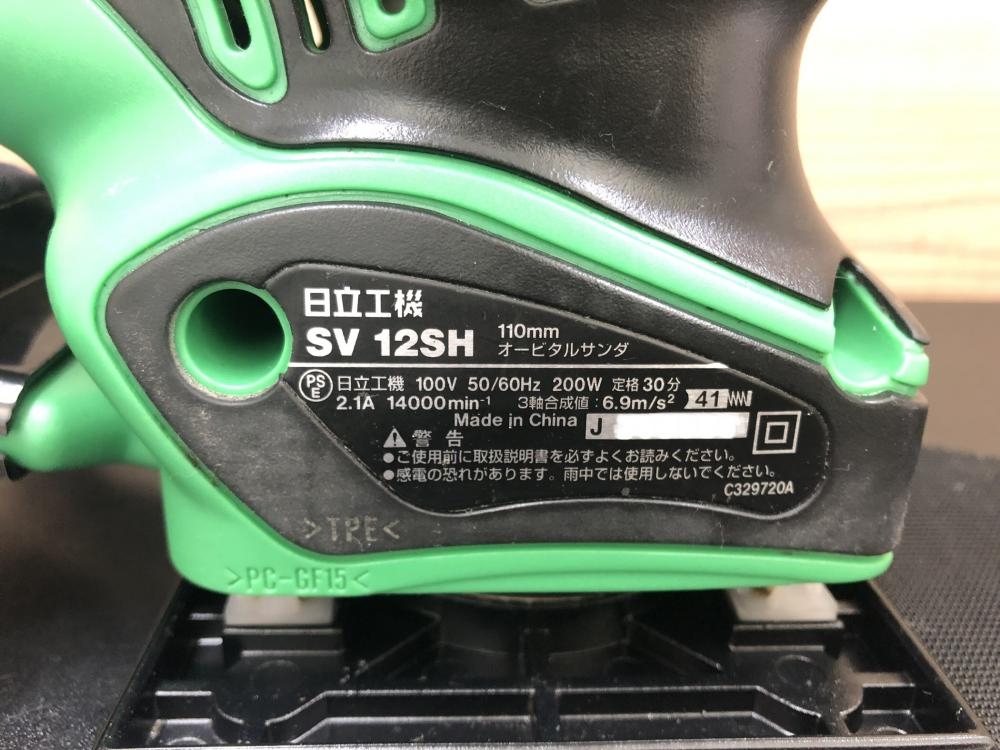 日立工機
SV 12SH 110mm
オービタルサンダ
PSE 日立工機 100V 50/60Hz 200W 定格30分
2.1A 14000min⁻¹ 3軸合成値:6.9m/s² 41
Made in China J
警告
●ご使用前に取扱説明書を必ずよくお読みください。
●感電の恐れがあります。雨中では使用しないでください。
C329720A
>TPE<
>PC-GF15<